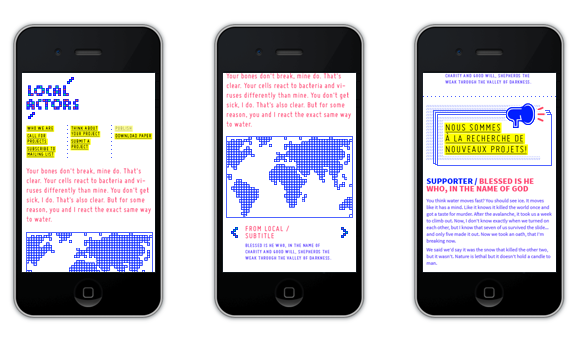 LOCAL
ACTORS
WHO WE ARE
CALL FOR
PROJECTS
SUBSCRIBE TO
MAILING LIST
THINK ABOUT
YOUR PROJECT
SUBMIT A
PROJECT
PUBLISH
DOWNLOAD PAPER
Your bones don't break, mine do. That's
clear. Your cells react to bacteria and vi-
ruses differently than mine. You don't get
sick, I do. That's also clear. But for some
reason, you and I react the exact same way
to water.
Your bones don't break, mine do. That's
clear. Your cells react to bacteria and vi-
ruses differently than mine. You don't get
sick, I do. That's also clear. But for some
reason, you and I react the exact same way
to water.
FROM LOCAL /
SUBTITLE
BLESSED IS HE WHO, IN THE NAME OF
CHARITY AND GOOD WILL, SHEPHERDS THE
WEAK THROUGH THE VALLEY OF DARKNESS.
CHARITY AND GOOD WILL, SHEPHERDS THE
WEAK THROUGH THE VALLEY OF DARKNESS.
NOUS SOMMES
À LA RECHERCHE DE
NOUVEAUX PROJETS!
SUPPORTER / BLESSED IS HE
WHO, IN THE NAME OF GOD
You think water moves fast? You should see ice. It moves
like it has a mind. Like it knows it killed the world once and
got a taste for murder. After the avalanche, it took us a week
to climb out. Now, I don't know exactly when we turned on
each other, but I know that seven of us survived the slide...
and only five made it out. Now we took an oath, that I'm
breaking now.
We said we'd say it was the snow that killed the other two,
but it wasn't. Nature is lethal but it doesn't hold a candle to
man.